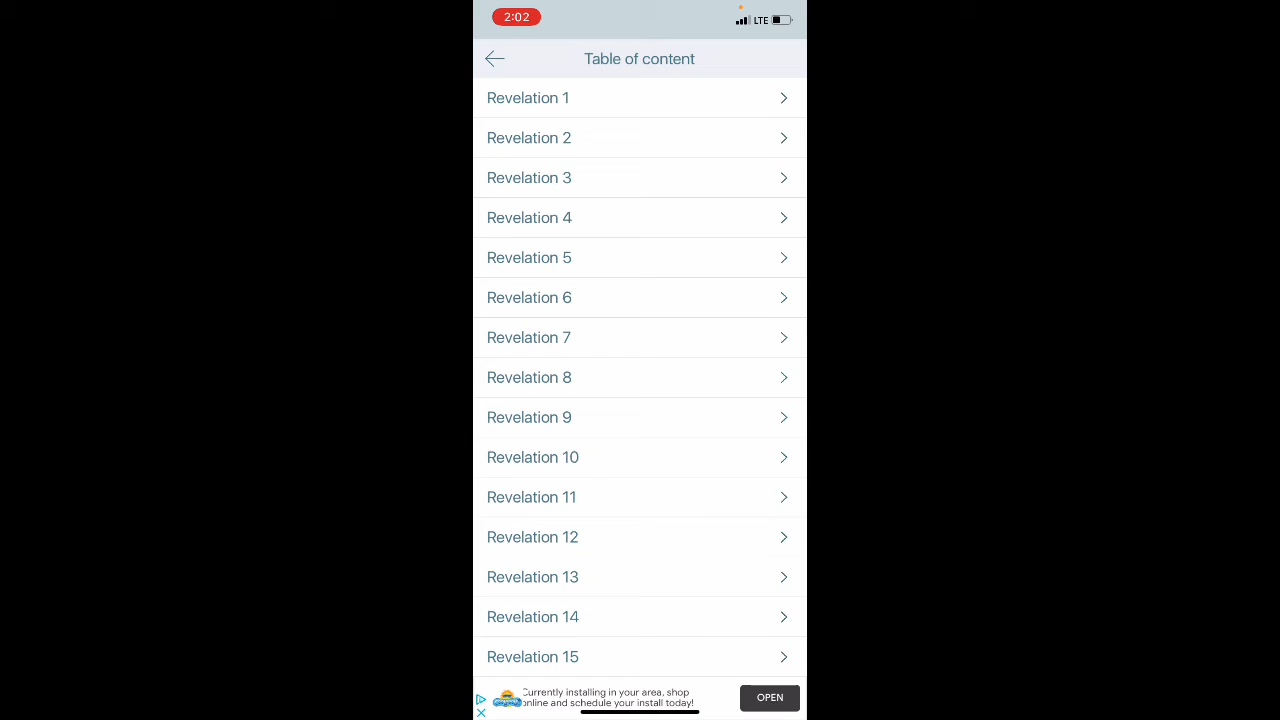 2:02
LTE
Table of content
Revelation 1
Revelation 2
Revelation 3
Revelation 4
Revelation 5
Revelation 6
Revelation 7
Revelation 8
Revelation 9
Revelation 10
Revelation 11
Revelation 12
Revelation 13
Revelation 14
Revelation 15
Currently installing in your area, shop
online and schedule your install today!
OPEN